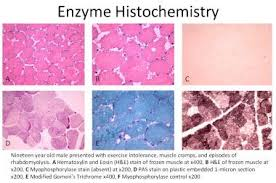 Enzyme Histochemistry
A
B
C
D
E
F
Nineteen year old male presented with exercise intolerance, muscle cramps, and episodes of
rhabdomyolysis. A Hematoxylin and Eosin (H&E) stain of frozen muscle at x400, B H&E of frozen muscle at
x200, C Myophosphorylase stain (absent) at x200, D PAS stain on plastic embedded 1-micron section
x200, E Modified Gomori's Trichrome x400, F Myophosphorylase control x200